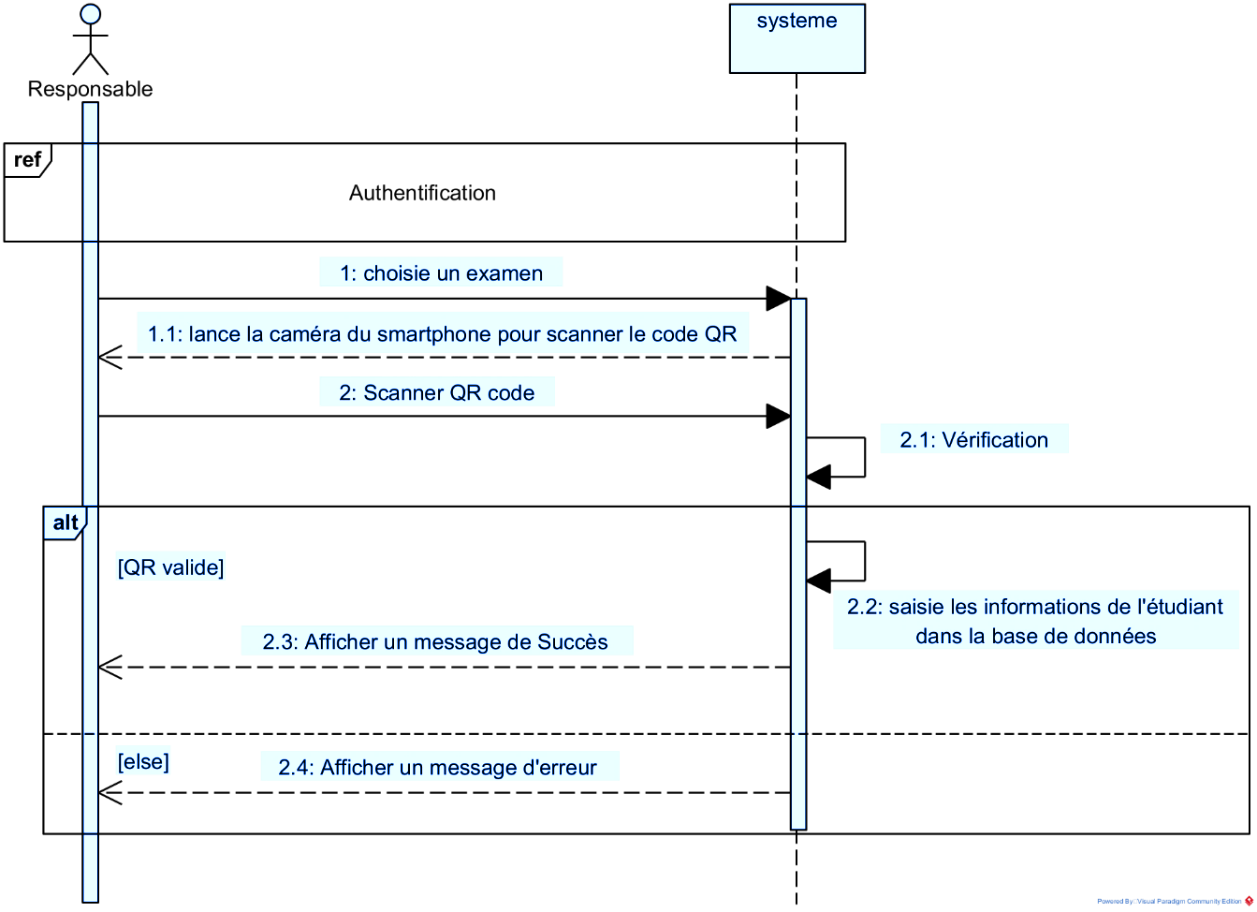 Responsable
systeme
ref
Authentification
1: choisie un examen
1.1: lance la caméra du smartphone pour scanner le code QR
2: Scanner QR code
2.1: Vérification
alt
[QR valide]
2.2: saisie les informations de l'étudiant
dans la base de données
2.3: Afficher un message de Succès
[else]
2.4: Afficher un message d'erreur
Powered By: Visual Paradigm Community Edition